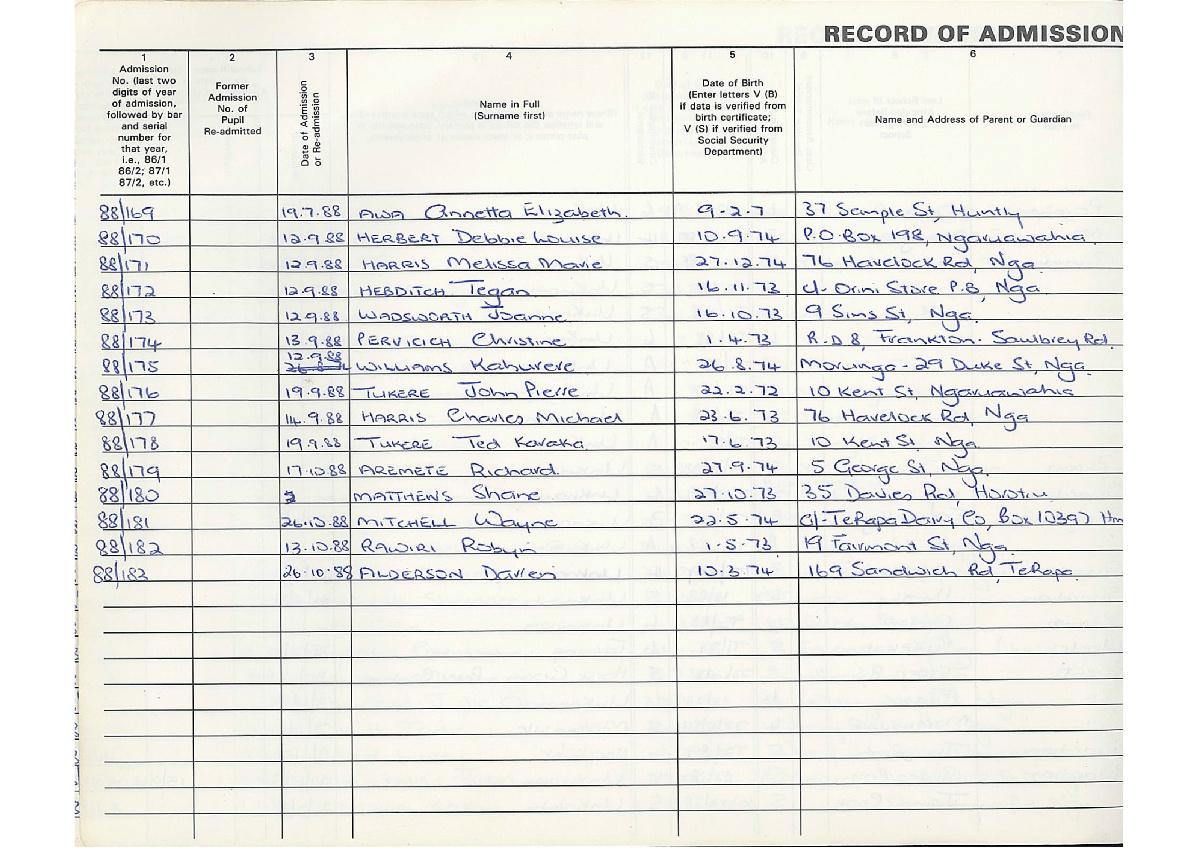 RECORD OF ADMISSION
1 2 3 4 5 6
Admission No. (last two digits of year of admission, followed by bar and serial number for that year, i.e., 86/1 86/2; 87/1 87/2, etc.)
Former Admission No. of Pupil Re-admitted
Date of Admission or Re-admission
Name in Full (Surname first)
Date of Birth (Enter letters V (B) if date is verified from birth certificate; V (S) if verified from Social Security Department)
Name and Address of Parent or Guardian
88/169 19.7.88 AWA Annetta Elizabeth. 9-2-7 37 Sample St, Huntly
88/170 12.9.88 HERBERT Debbie Louise 10.9.74 P.O. Box 198, Ngaruawahia
88/171 12.9.88 HARRIS Melissa Marie 27.12.74 76 Havelock Rd, Nga
88/172 12.9.88 HEBDITCH Tegan 16.11.73 c/- Orini Store P.B, Nga
88/173 12.9.88 WADSWORTH Joanne 16.10.73 9 Sims St, Nga
88/174 13.9.88 PERVICICH Christine 1.4.73 R.D 8, Frankton. Saulbrey Rd.
88/175 12.9.88 WILLIAMS Kahurere 26.8.74 - 29 Duke St, Nga
88/176 19.9.88 TUKERE John Pierre 22.2.72 10 Kent St, Ngaruawahia
88/177 14.9.88 HARRIS Charles Michael 23.6.73 76 Havelock Rd, Nga
88/178 19.9.88 TUKERE Ted Karaka 17.6.73 10 Kent St Nga
88/179 17.10.88 AREMETE Richard. 27.9.74 5 George St, Nga.
88/180 MATTHEWS Shane 27.10.73 35 Davies Rd, Horotiu
88/181 26.10.88 MITCHELL Wayne 22.5.74 C/-TeRapa Dairy Co, Box 10397 Hm
88/182 13.10.88 RAWIRI Robyn 1.5.73 19 Fairmont St, Nga.
88/183 26.10.88 ALDERSON Darien 10.3.74 169 Sandwich Rd, TeRapa